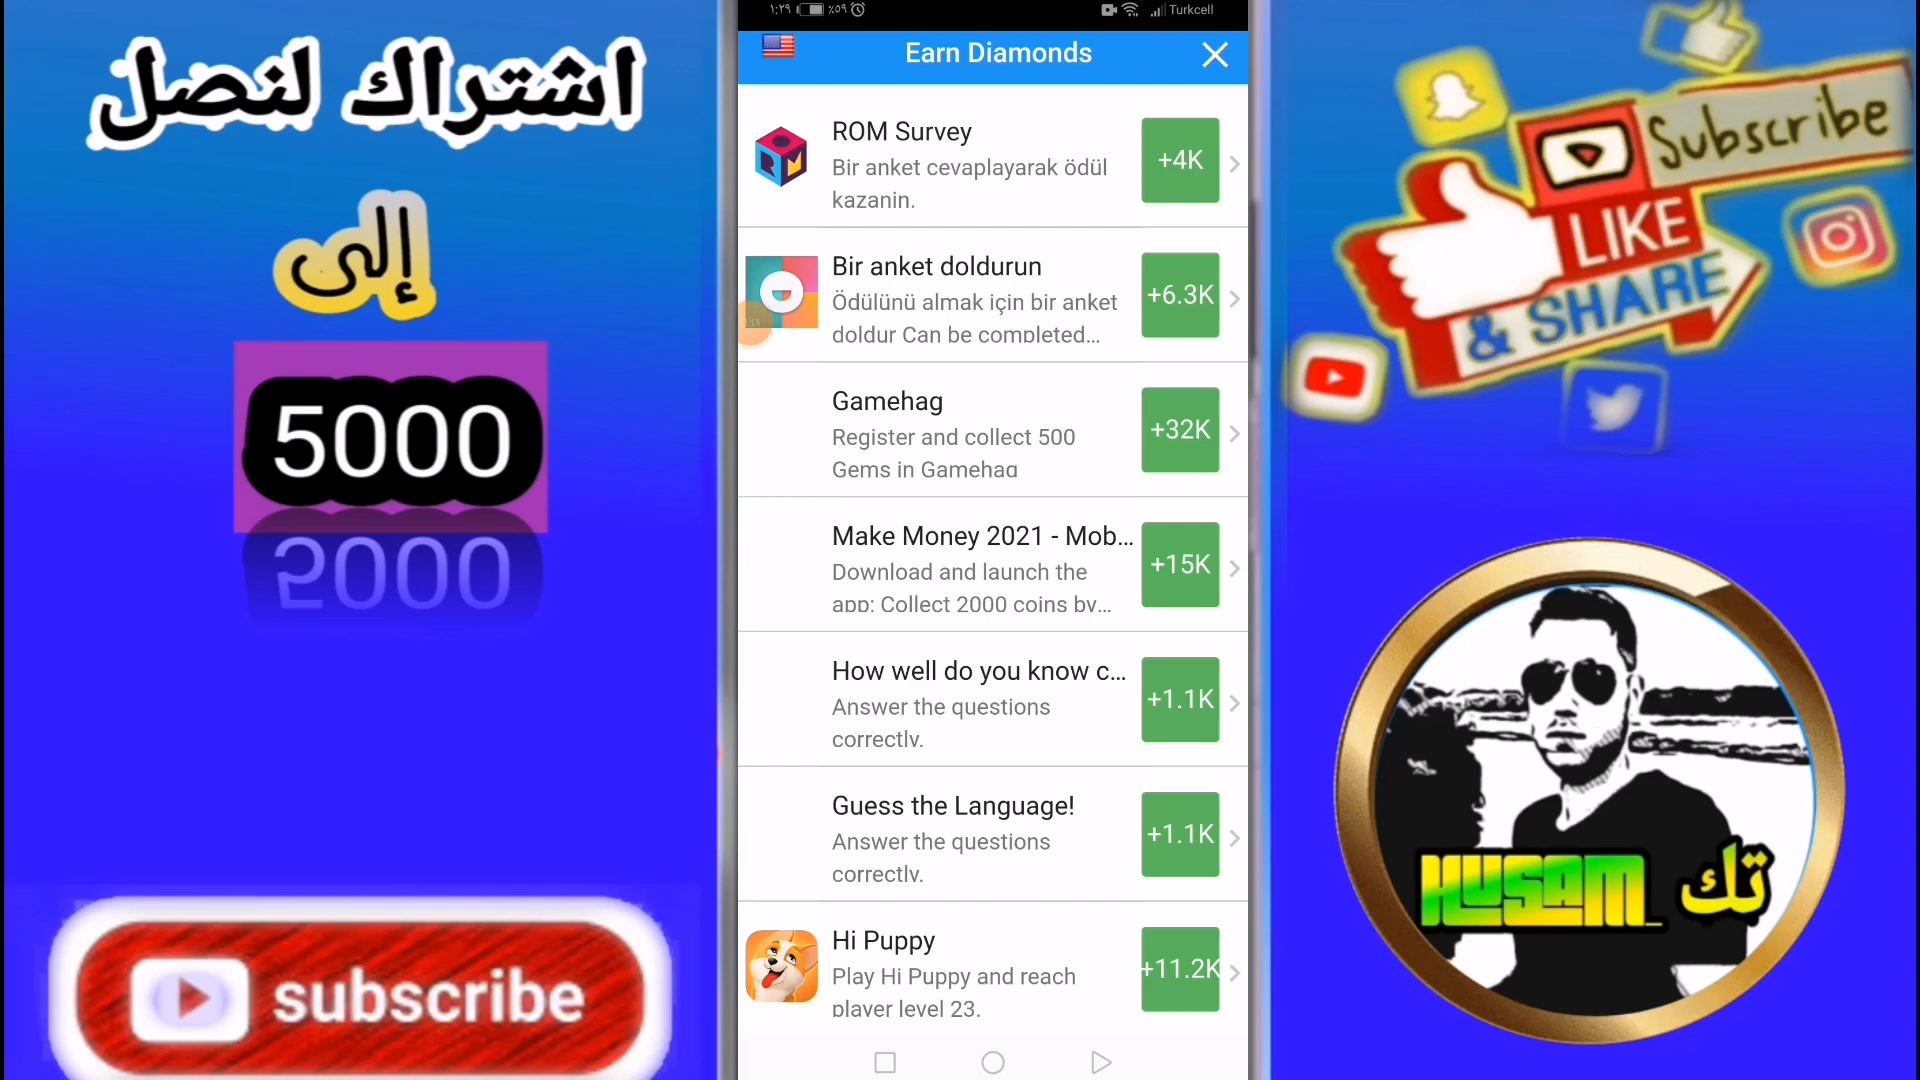 اشتراك لنصل
إلى
5000
subscribe
١:٢٩
٪٥٩
Turkcell
Earn Diamonds
ROM Survey
Bir anket cevaplayarak ödül
kazanin.
+4K
Bir anket doldurun
Ödülünü almak için bir anket
doldur Can be completed...
+6.3K
Gamehag
Register and collect 500
Gems in Gamehag
+32K
Make Money 2021 - Mob...
Download and launch the
app: Collect 2000 coins by...
+15K
How well do you know c...
Answer the questions
correctly.
+1.1K
Guess the Language!
Answer the questions
correctly.
+1.1K
Hi Puppy
Play Hi Puppy and reach
player level 23.
+11.2K
Subscribe
LIKE
& SHARE
HUSAM_ تك